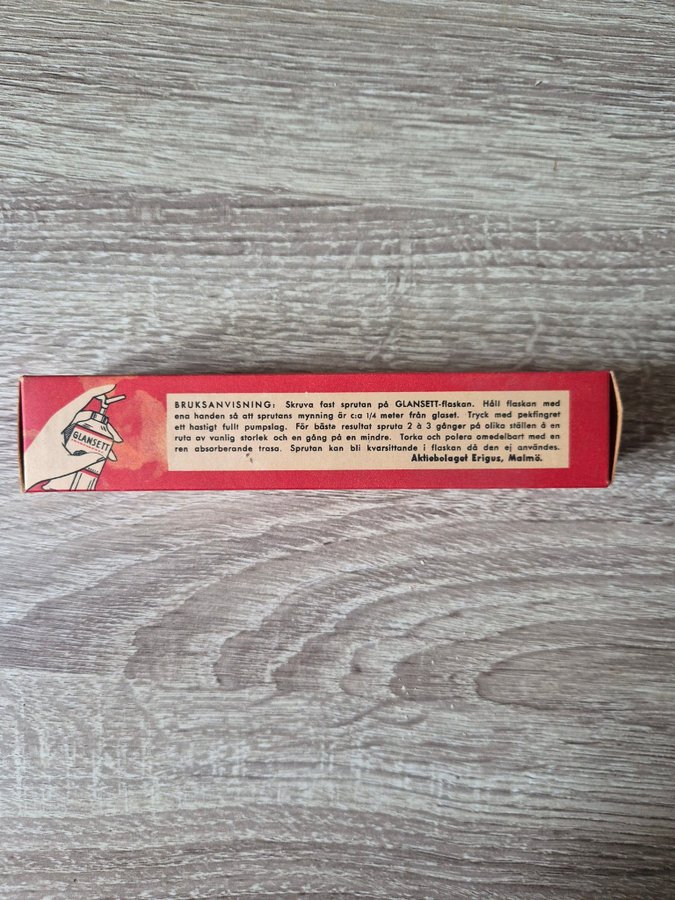 GLANSETT
BRUKSANVISNING: Skruva fast sprutan på GLANSETT-flaskan. Håll flaskan med
ena handen så att sprutans mynning är c:a 1/4 meter från glaset. Tryck med pekfingret
ett hastigt fullt pumpslag. För bästa resultat spruta 2 à 3 gånger på olika ställen å en
ruta av vanlig storlek och en gång på en mindre. Torka och polera omedelbart med en
ren absorberande trasa. Sprutan kan bli kvarsittande i flaskan då den ej användes.
Aktiebolaget Erigus, Malmö.